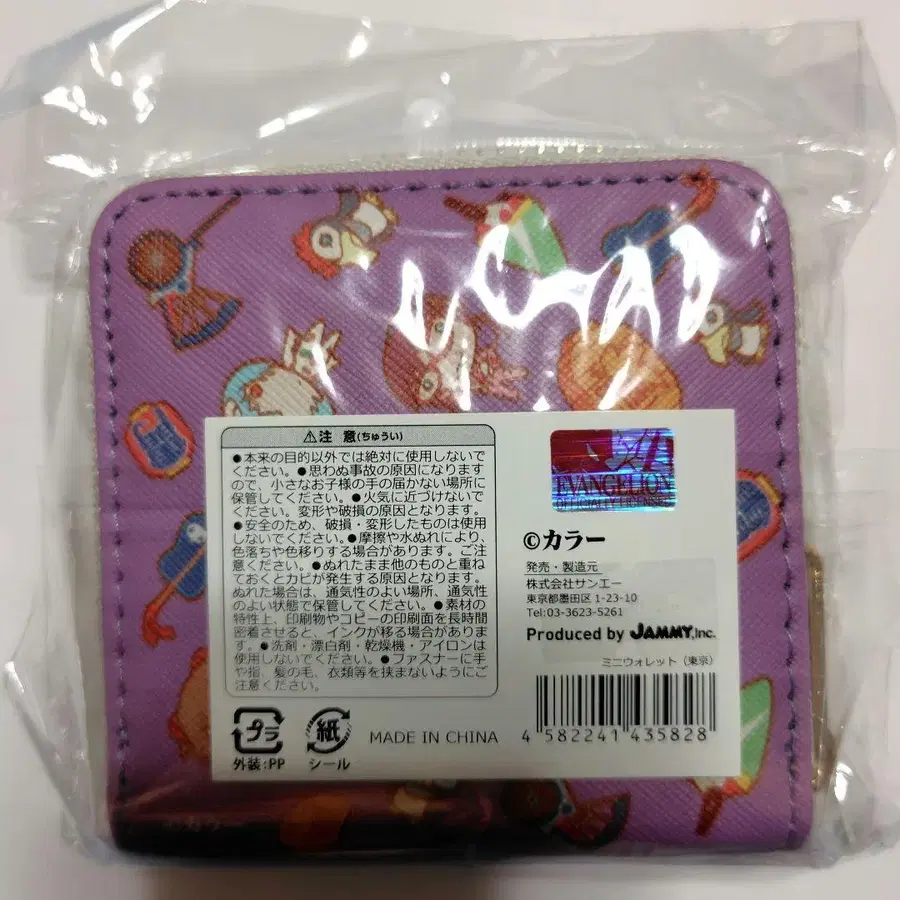 ⚠注 意(ちゅうい)
●本来の目的以外では絶対に使用しないで
ください。●思わぬ事故の原因になります
ので、小さなお子様の手の届かない場所に
保管してください。●火気に近づけないで
ください。変形や破損の原因となります。
●安全のため、破損・変形したものは使用
しないでください。●摩擦や水ぬれにより、
色落ちや色移りする場合があります。ご注
意ください。●ぬれたまま他のものと重ね
ておくとカビが発生する原因となります。
ぬれた場合は、通気性のよい場所、通気性
のよい状態で保管してください。●素材の
特性上、印刷物やコピーの印刷面を長時間
密着させると、インクが移る場合がありま
す。●洗剤・漂白剤・乾燥機・アイロンは
使用しないでください。●ファスナーに手
や指、髪の毛、衣類等を挟まないようにご
注意ください。
プラ
外装:PP
紙
シール
MADE IN CHINA
EVANGELION
OFFICIALLY LICENSED
©カラー
発売・製造元
株式会社サンエー
東京都墨田区 1-23-10
Tel:03-3623-5261
Produced by JAMMY,Inc.
ミニウォレット（東京）
4 582241 435828